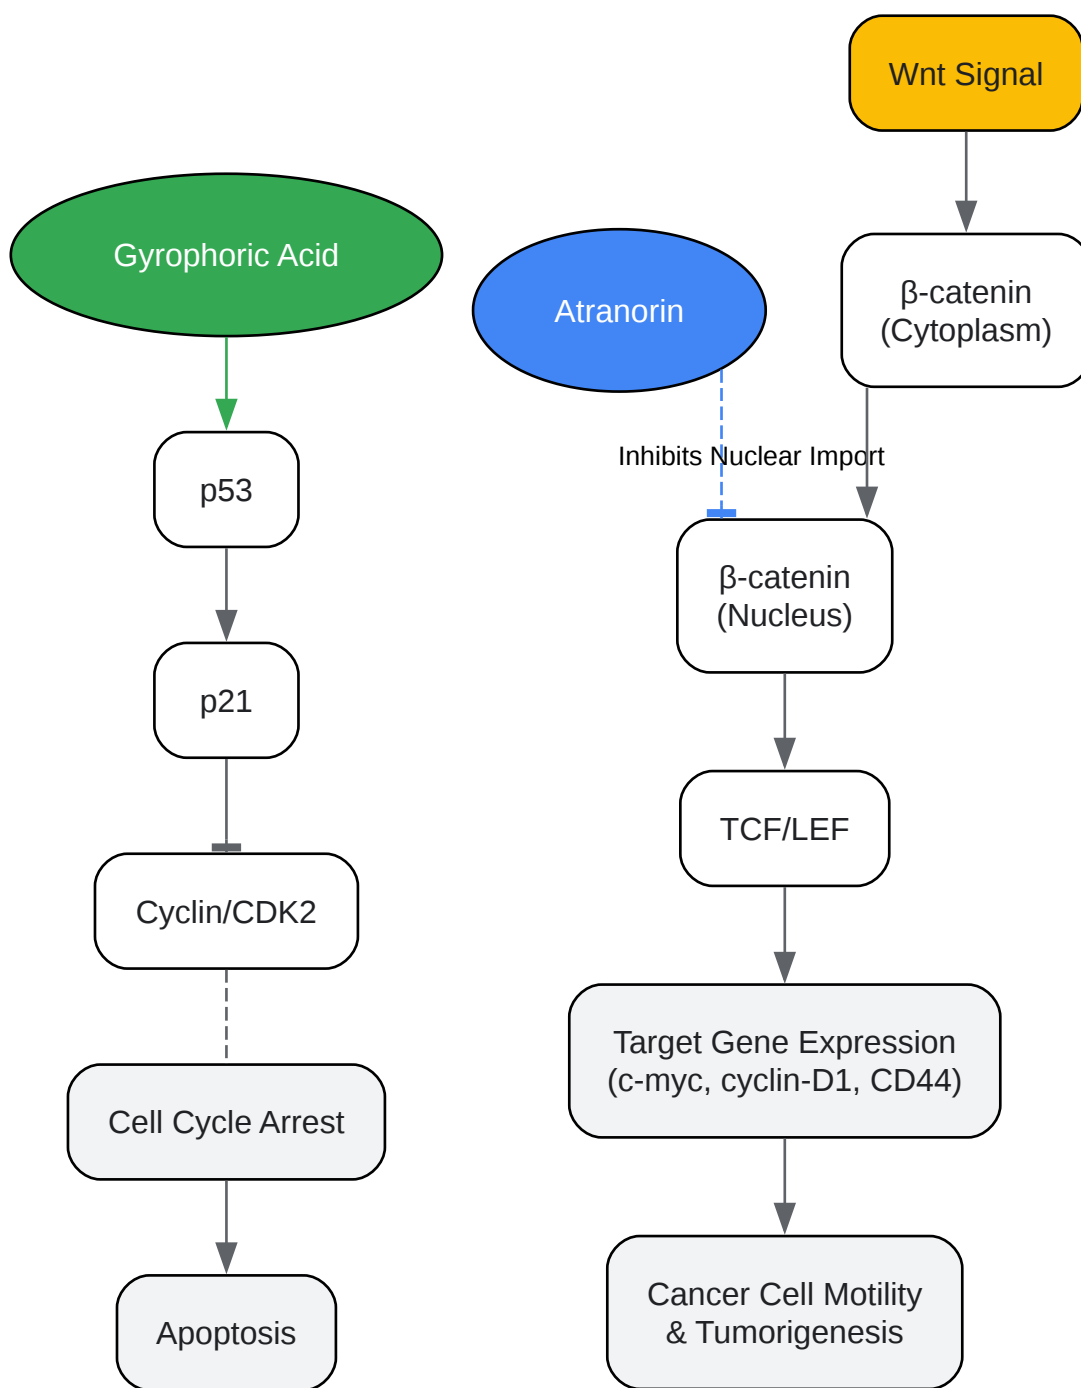 Wnt Signal
Gyrophoric Acid
Atranorin
β-catenin
(Cytoplasm)
Inhibits Nuclear Import
p53
β-catenin
(Nucleus)
p21
TCF/LEF
Cyclin/CDK2
Target Gene Expression
(c-myc, cyclin-D1, CD44)
Cell Cycle Arrest
Cancer Cell Motility
& Tumorigenesis
Apoptosis